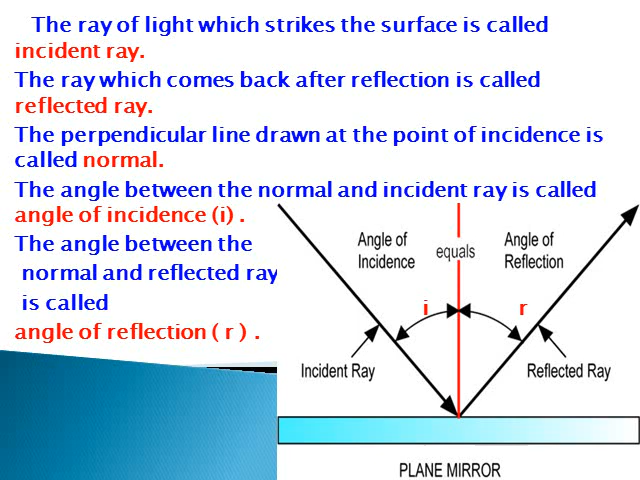 The ray of light which strikes the surface is called
incident ray.
The ray which comes back after reflection is called
reflected ray.
The perpendicular line drawn at the point of incidence is
called normal.
The angle between the normal and incident ray is called
angle of incidence (i) .
The angle between the
normal and reflected ray
is called
angle of reflection ( r ) .
Angle of
Incidence
equals
Angle of
Reflection
i
r
Incident Ray
Reflected Ray
PLANE MIRROR